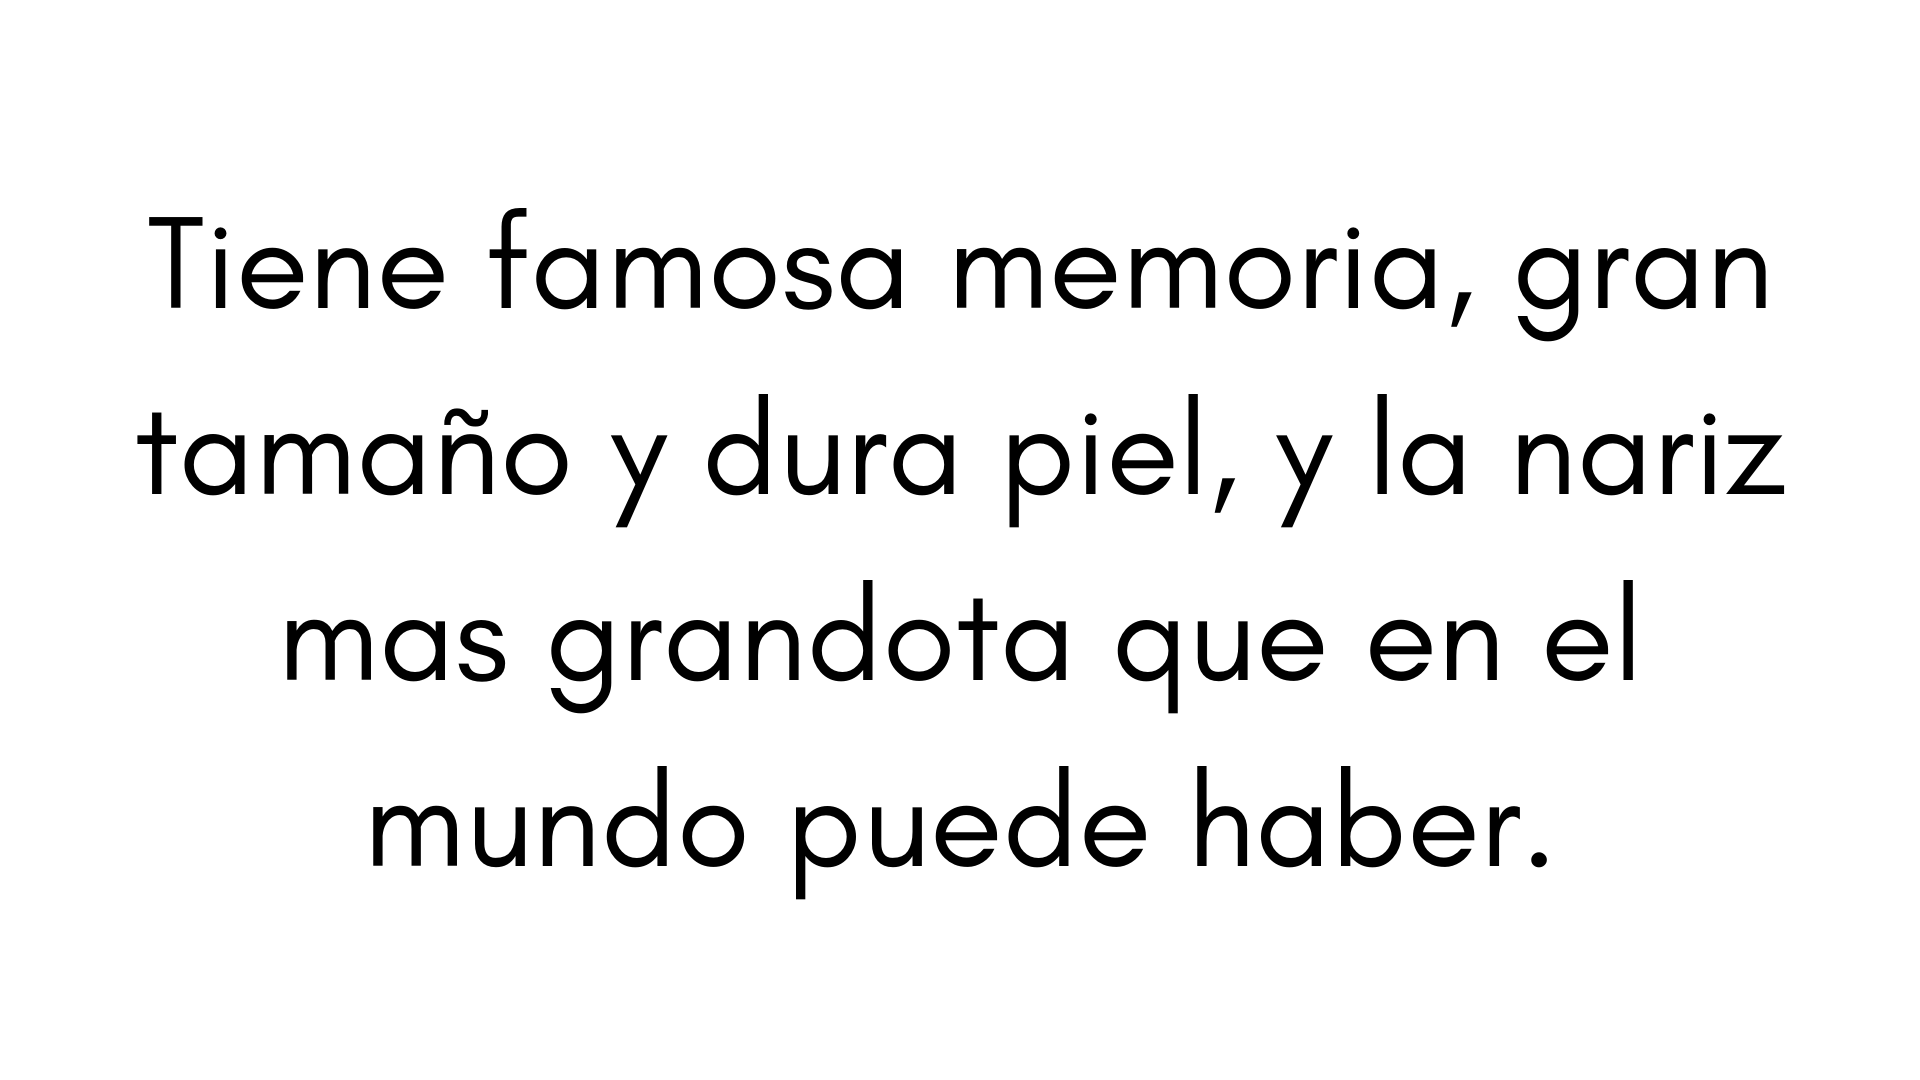 Tiene famosa memoria, gran
tamaño y dura piel, y la nariz
mas grandota que en el
mundo puede haber.